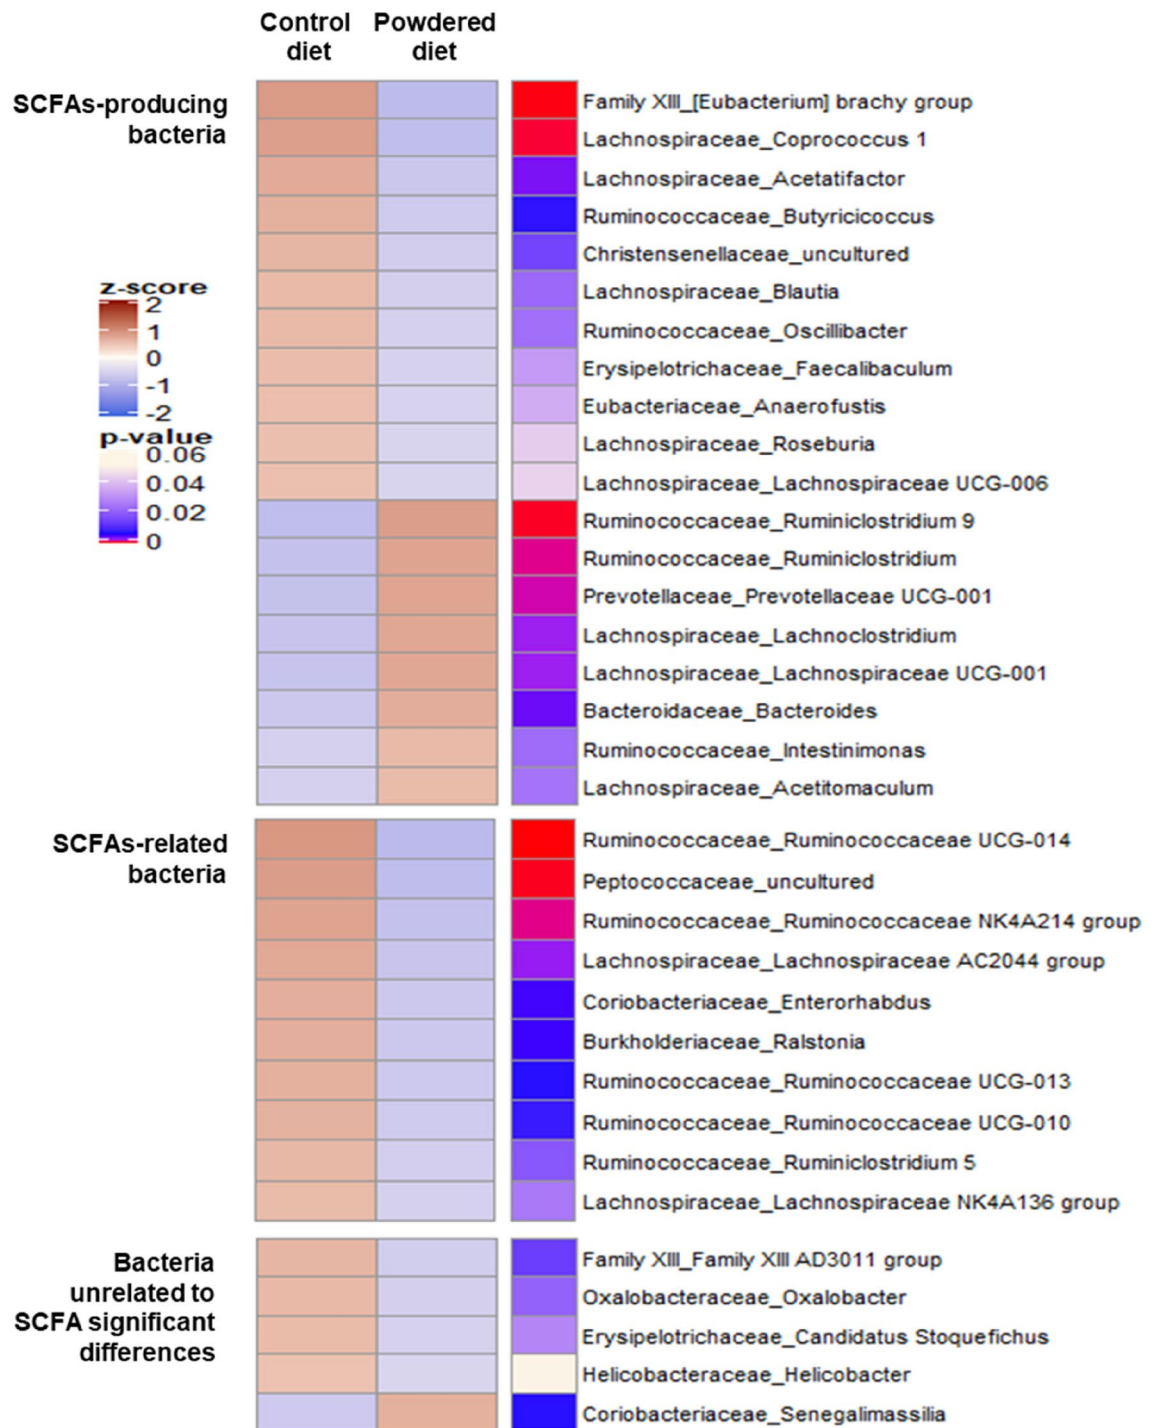 Control Powdered
diet diet
SCFAs-producing
bacteria
Family XIII_[Eubacterium] brachy group
Lachnospiraceae_Coprococcus 1
Lachnospiraceae_Acetatifactor
Ruminococcaceae_Butyricicoccus
Christensenellaceae_uncultured
Lachnospiraceae_Blautia
Ruminococcaceae_Oscillibacter
Erysipelotrichaceae_Faecalibaculum
Eubacteriaceae_Anaerofustis
Lachnospiraceae_Roseburia
Lachnospiraceae_Lachnospiraceae UCG-006
Ruminococcaceae_Ruminiclostridium 9
Ruminococcaceae_Ruminiclostridium
Prevotellaceae_Prevotellaceae UCG-001
Lachnospiraceae_Lachnoclostridium
Lachnospiraceae_Lachnospiraceae UCG-001
Bacteroidaceae_Bacteroides
Ruminococcaceae_Intestinimonas
Lachnospiraceae_Acetitomaculum
z-score
2
1
0
-1
-2
p-value
0.06
0.04
0.02
0
SCFAs-related
bacteria
Ruminococcaceae_Ruminococcaceae UCG-014
Peptococcaceae_uncultured
Ruminococcaceae_Ruminococcaceae NK4A214 group
Lachnospiraceae_Lachnospiraceae AC2044 group
Coriobacteriaceae_Enterorhabdus
Burkholderiaceae_Ralstonia
Ruminococcaceae_Ruminococcaceae UCG-013
Ruminococcaceae_Ruminococcaceae UCG-010
Ruminococcaceae_Ruminiclostridium 5
Lachnospiraceae_Lachnospiraceae NK4A136 group
Bacteria
unrelated to
SCFA significant
differences
Family XIII_Family XIII AD3011 group
Oxalobacteraceae_Oxalobacter
Erysipelotrichaceae_Candidatus Stoquefichus
Helicobacteraceae_Helicobacter
Coriobacteriaceae_Senegalimassilia